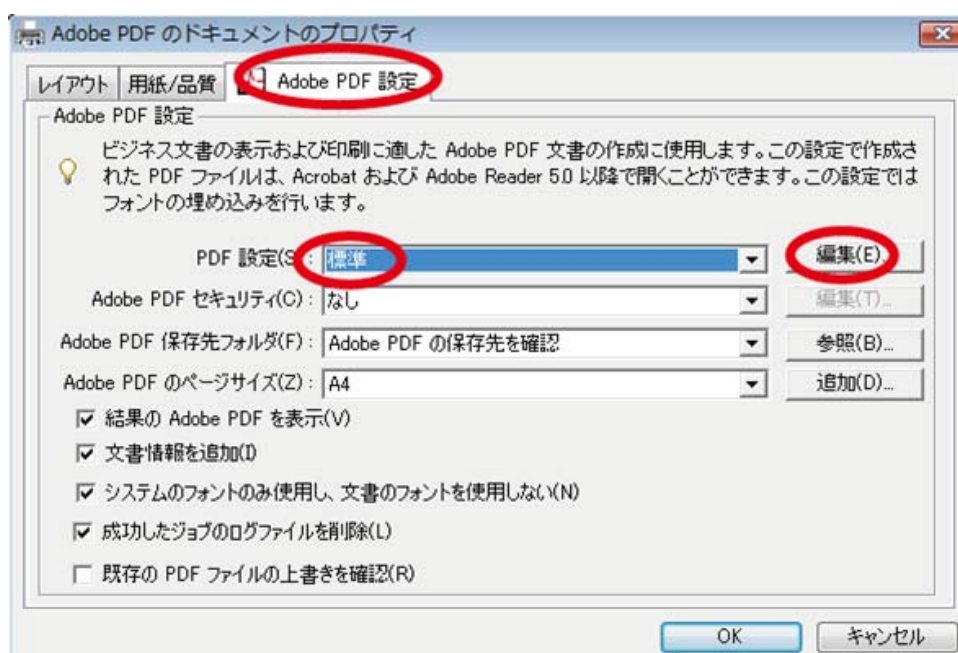 Adobe PDF のドキュメントのプロパティ
レイアウト 用紙/品質 Adobe PDF 設定
Adobe PDF 設定
ビジネス文書の表示および印刷に適した Adobe PDF 文書の作成に使用します。この設定で作成さ
れた PDF ファイルは、Acrobat および Adobe Reader 5.0 以降で開くことができます。この設定では
フォントの埋め込みを行います。
PDF 設定(S): 標準 編集(E)...
Adobe PDF セキュリティ(C): なし 編集(T)...
Adobe PDF 保存先フォルダ(F): Adobe PDF の保存先を確認 参照(B)...
Adobe PDF のページサイズ(Z): A4 追加(D)...
結果の Adobe PDF を表示(V)
文書情報を追加(I)
システムのフォントのみ使用し、文書のフォントを使用しない(N)
成功したジョブのログファイルを削除(L)
既存の PDF ファイルの上書きを確認(R)
OK キャンセル